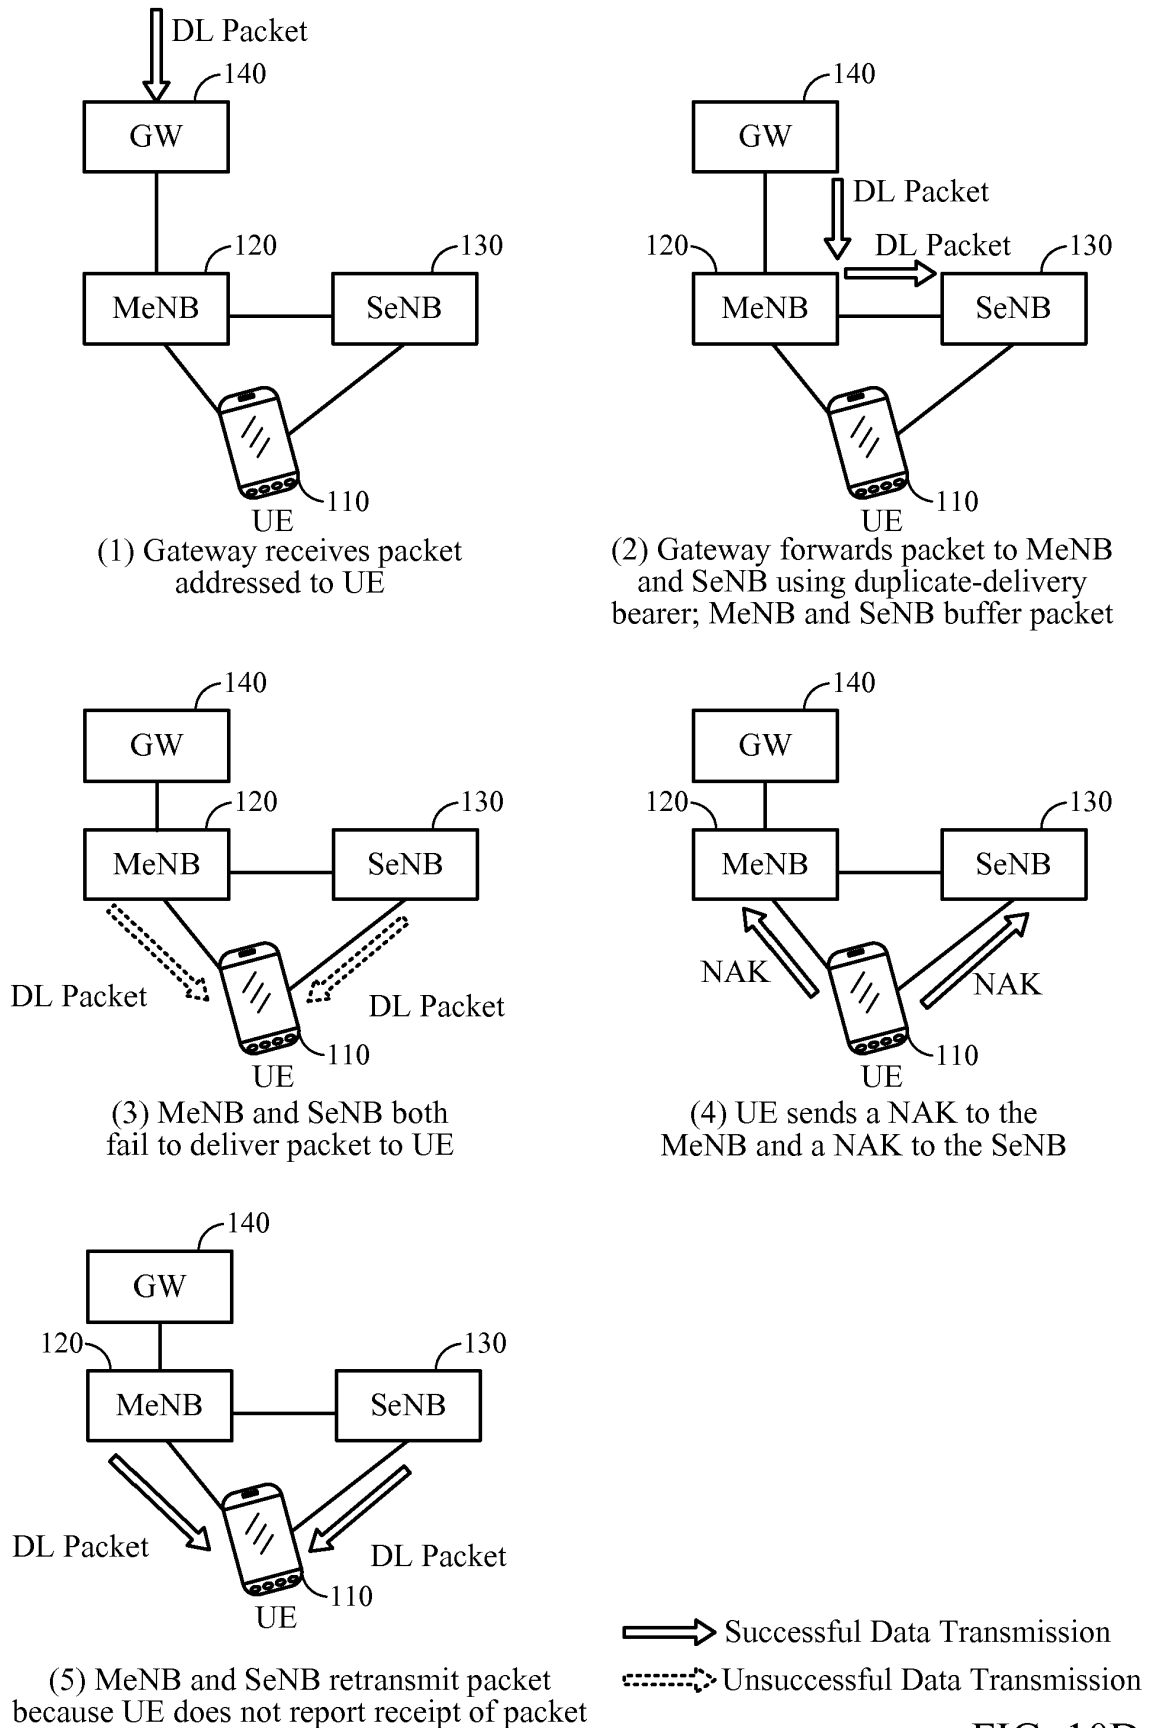 DL Packet
140
GW
120
130
MeNB
SeNB
110
UE
(1) Gateway receives packet
addressed to UE
140
GW
DL Packet
120
DL Packet
130
MeNB
SeNB
110
UE
(2) Gateway forwards packet to MeNB
and SeNB using duplicate-delivery
bearer; MeNB and SeNB buffer packet
140
GW
120
130
MeNB
SeNB
DL Packet
DL Packet
110
UE
(3) MeNB and SeNB both
fail to deliver packet to UE
140
GW
120
130
MeNB
SeNB
NAK
NAK
110
UE
(4) UE sends a NAK to the
MeNB and a NAK to the SeNB
140
GW
120
130
MeNB
SeNB
DL Packet
DL Packet
110
UE
(5) MeNB and SeNB retransmit packet
because UE does not report receipt of packet
Successful Data Transmission
Unsuccessful Data Transmission